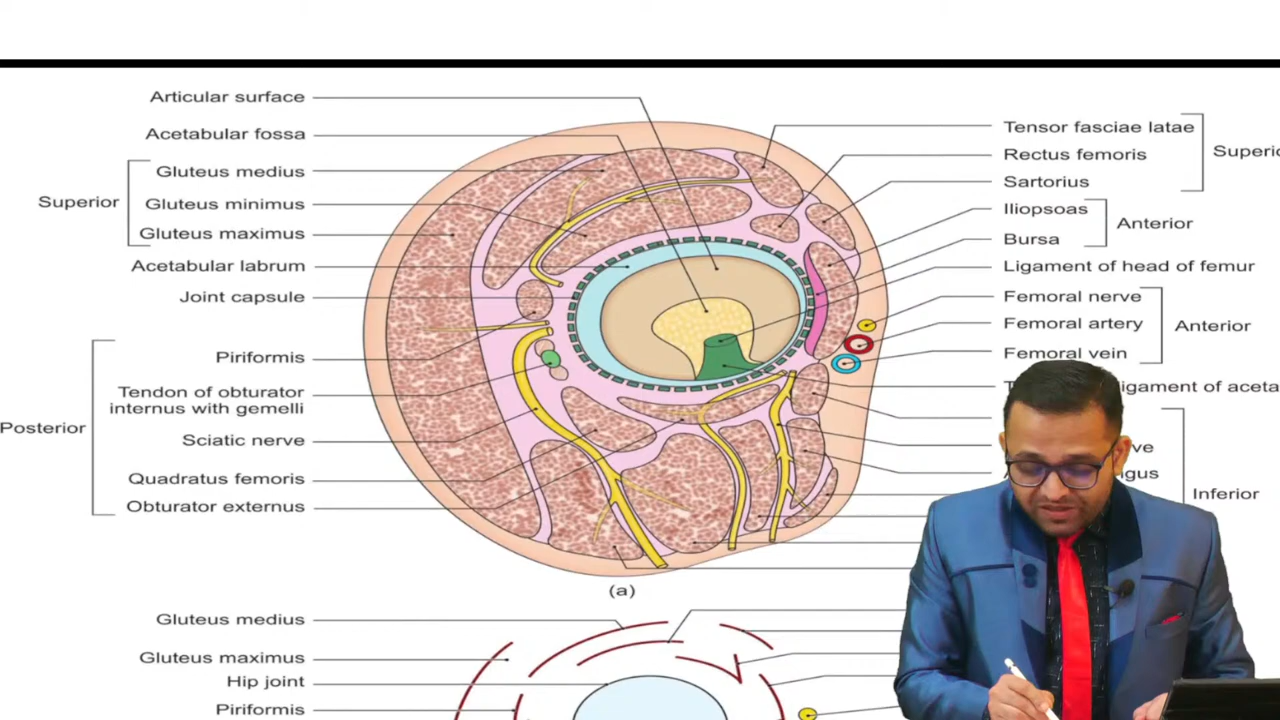 Articular surface
Acetabular fossa
Gluteus medius
Superior
Gluteus minimus
Gluteus maximus
Acetabular labrum
Joint capsule
Piriformis
Tendon of obturator
internus with gemelli
Posterior
Sciatic nerve
Quadratus femoris
Obturator externus
Tensor fasciae latae
Rectus femoris
Sartorius
Iliopsoas
Anterior
Bursa
Ligament of head of femur
Femoral nerve
Femoral artery
Anterior
Femoral vein
ligament of aceta
Inferior
(a)
Gluteus medius
Gluteus maximus
Hip joint
Piriformis